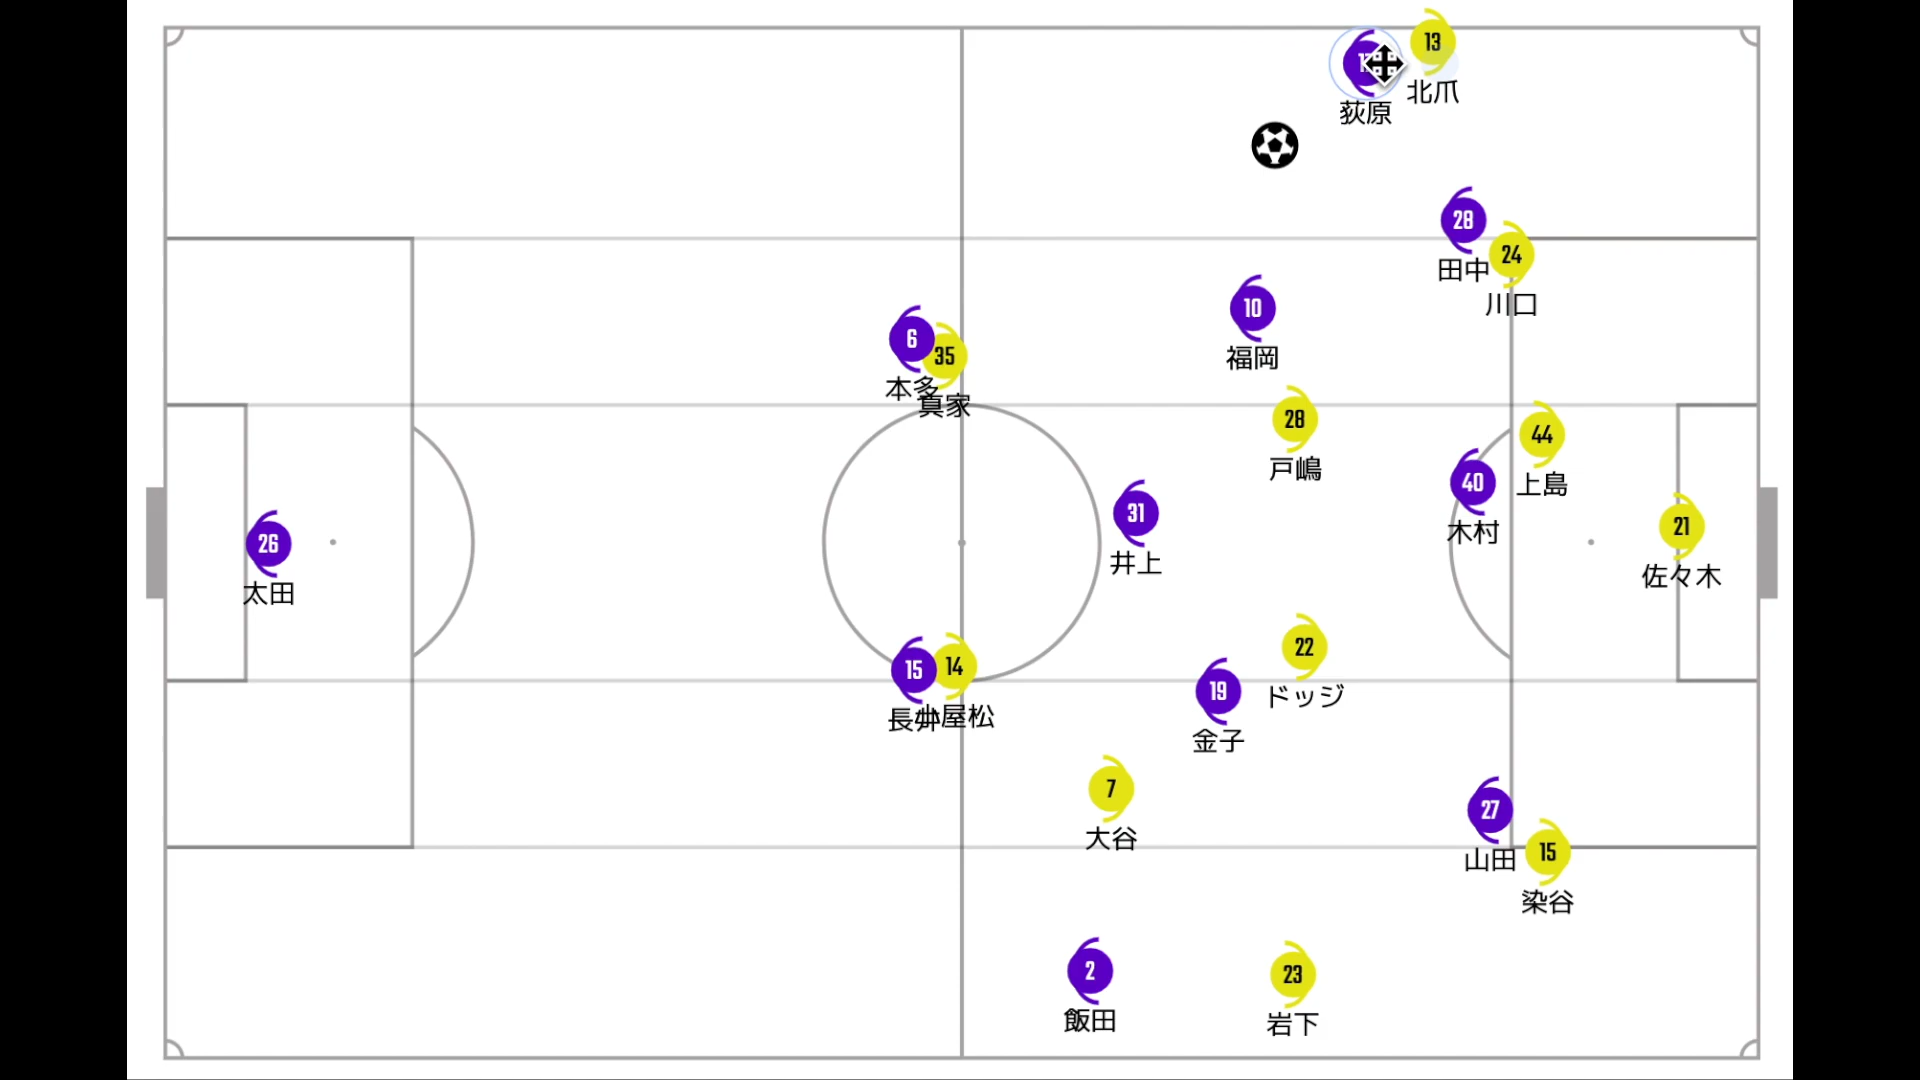 13
北爪
荻原
28
田中
24
川口
10
福岡
6
本多
35
真家
28
戸嶋
44
上島
40
木村
31
井上
21
佐々木
26
太田
15
長井
14
小屋松
22
ドッジ
19
金子
7
大谷
27
山田
15
染谷
2
飯田
23
岩下